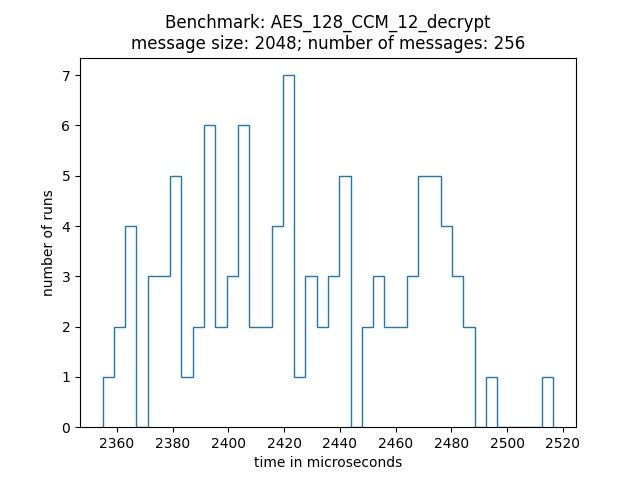 Benchmark: AES_128_CCM_12_decrypt
message size: 2048; number of messages: 256
7
6
5
4
3
2
1
0
number of runs
2360 2380 2400 2420 2440 2460 2480 2500 2520
time in microseconds